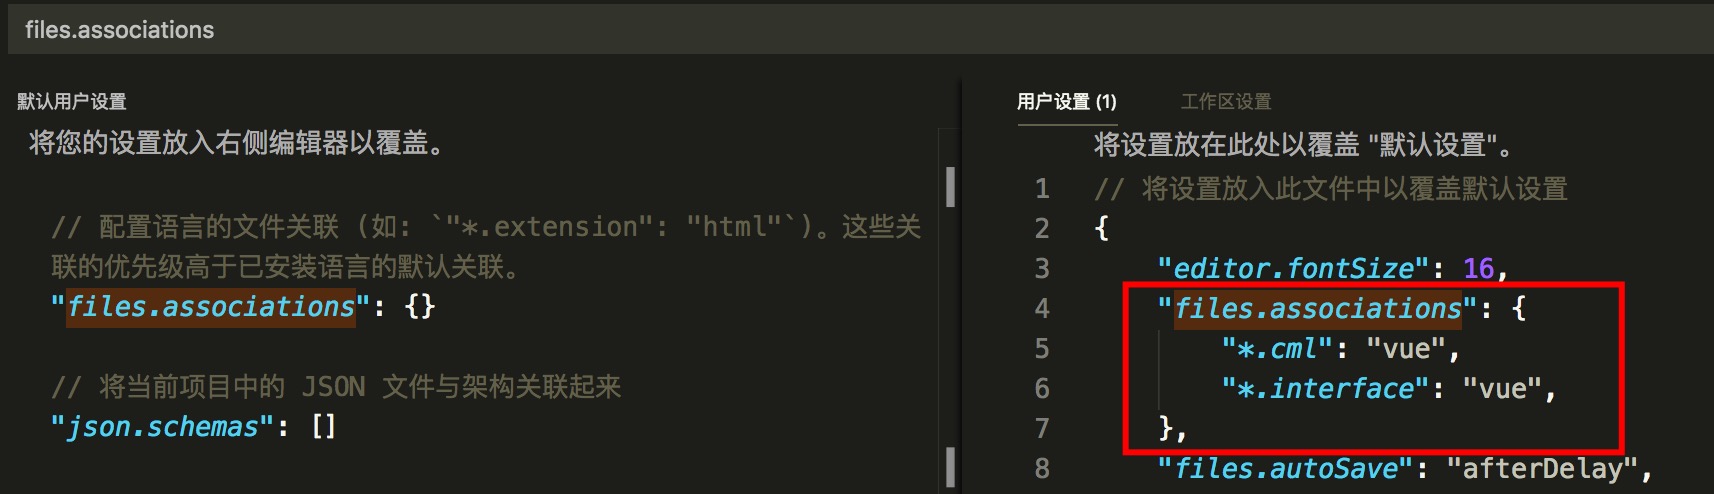 files.associations
默认用户设置
将您的设置放入右侧编辑器以覆盖。
// 配置语言的文件关联 (如: `"*.extension": "html"`)。这些关
联的优先级高于已安装语言的默认关联。
"files.associations": {}
// 将当前项目中的 JSON 文件与架构关联起来
"json.schemas": []
用户设置 (1) 工作区设置
将设置放在此处以覆盖 "默认设置"。
1 // 将设置放入此文件中以覆盖默认设置
2 {
3 "editor.fontSize": 16,
4 "files.associations": {
5 "*.cml": "vue",
6 "*.interface": "vue",
7 },
8 "files.autoSave": "afterDelay",